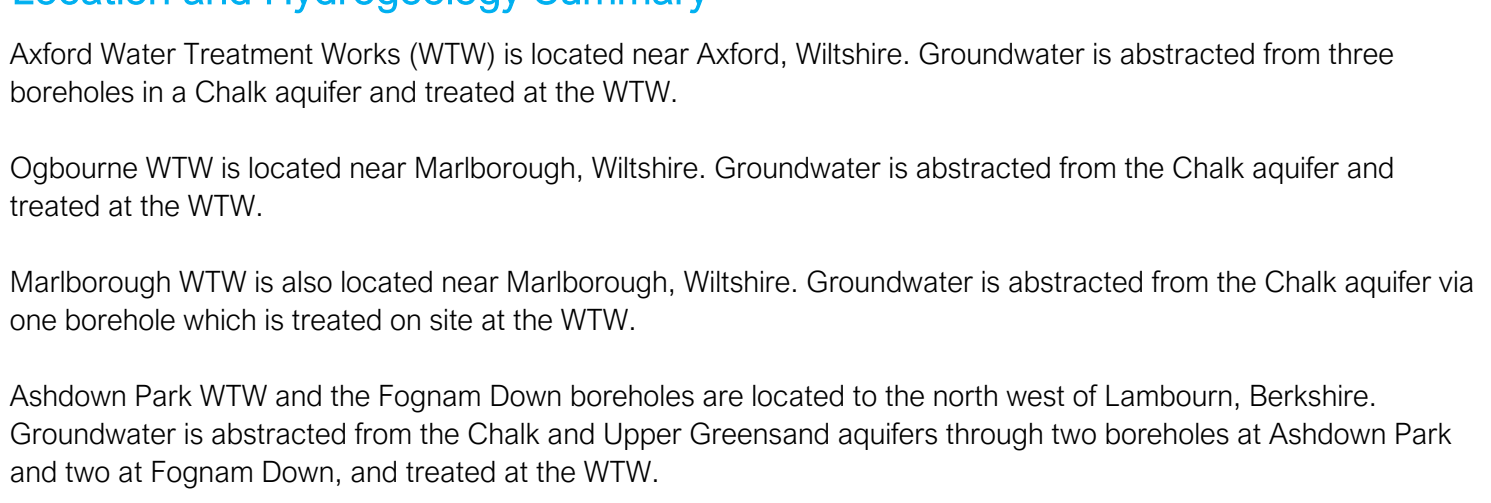 Location and Hydrogeology Summary
Axford Water Treatment Works (WTW) is located near Axford, Wiltshire. Groundwater is abstracted from three
boreholes in a Chalk aquifer and treated at the WTW.
Ogbourne WTW is located near Marlborough, Wiltshire. Groundwater is abstracted from the Chalk aquifer and
treated at the WTW.
Marlborough WTW is also located near Marlborough, Wiltshire. Groundwater is abstracted from the Chalk aquifer via
one borehole which is treated on site at the WTW.
Ashdown Park WTW and the Fognam Down boreholes are located to the north west of Lambourn, Berkshire.
Groundwater is abstracted from the Chalk and Upper Greensand aquifers through two boreholes at Ashdown Park
and two at Fognam Down, and treated at the WTW.